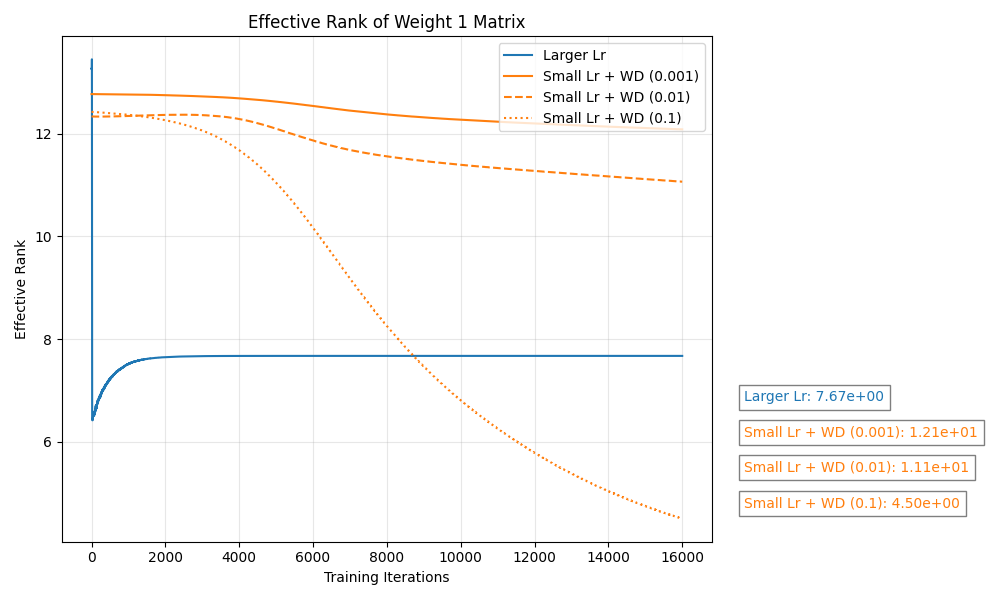 Effective Rank of Weight 1 Matrix
Larger Lr
Small Lr + WD (0.001)
Small Lr + WD (0.01)
Small Lr + WD (0.1)
Effective Rank
12
10
8
6
0 2000 4000 6000 8000 10000 12000 14000 16000
Training Iterations
Larger Lr: 7.67e+00
Small Lr + WD (0.001): 1.21e+01
Small Lr + WD (0.01): 1.11e+01
Small Lr + WD (0.1): 4.50e+00